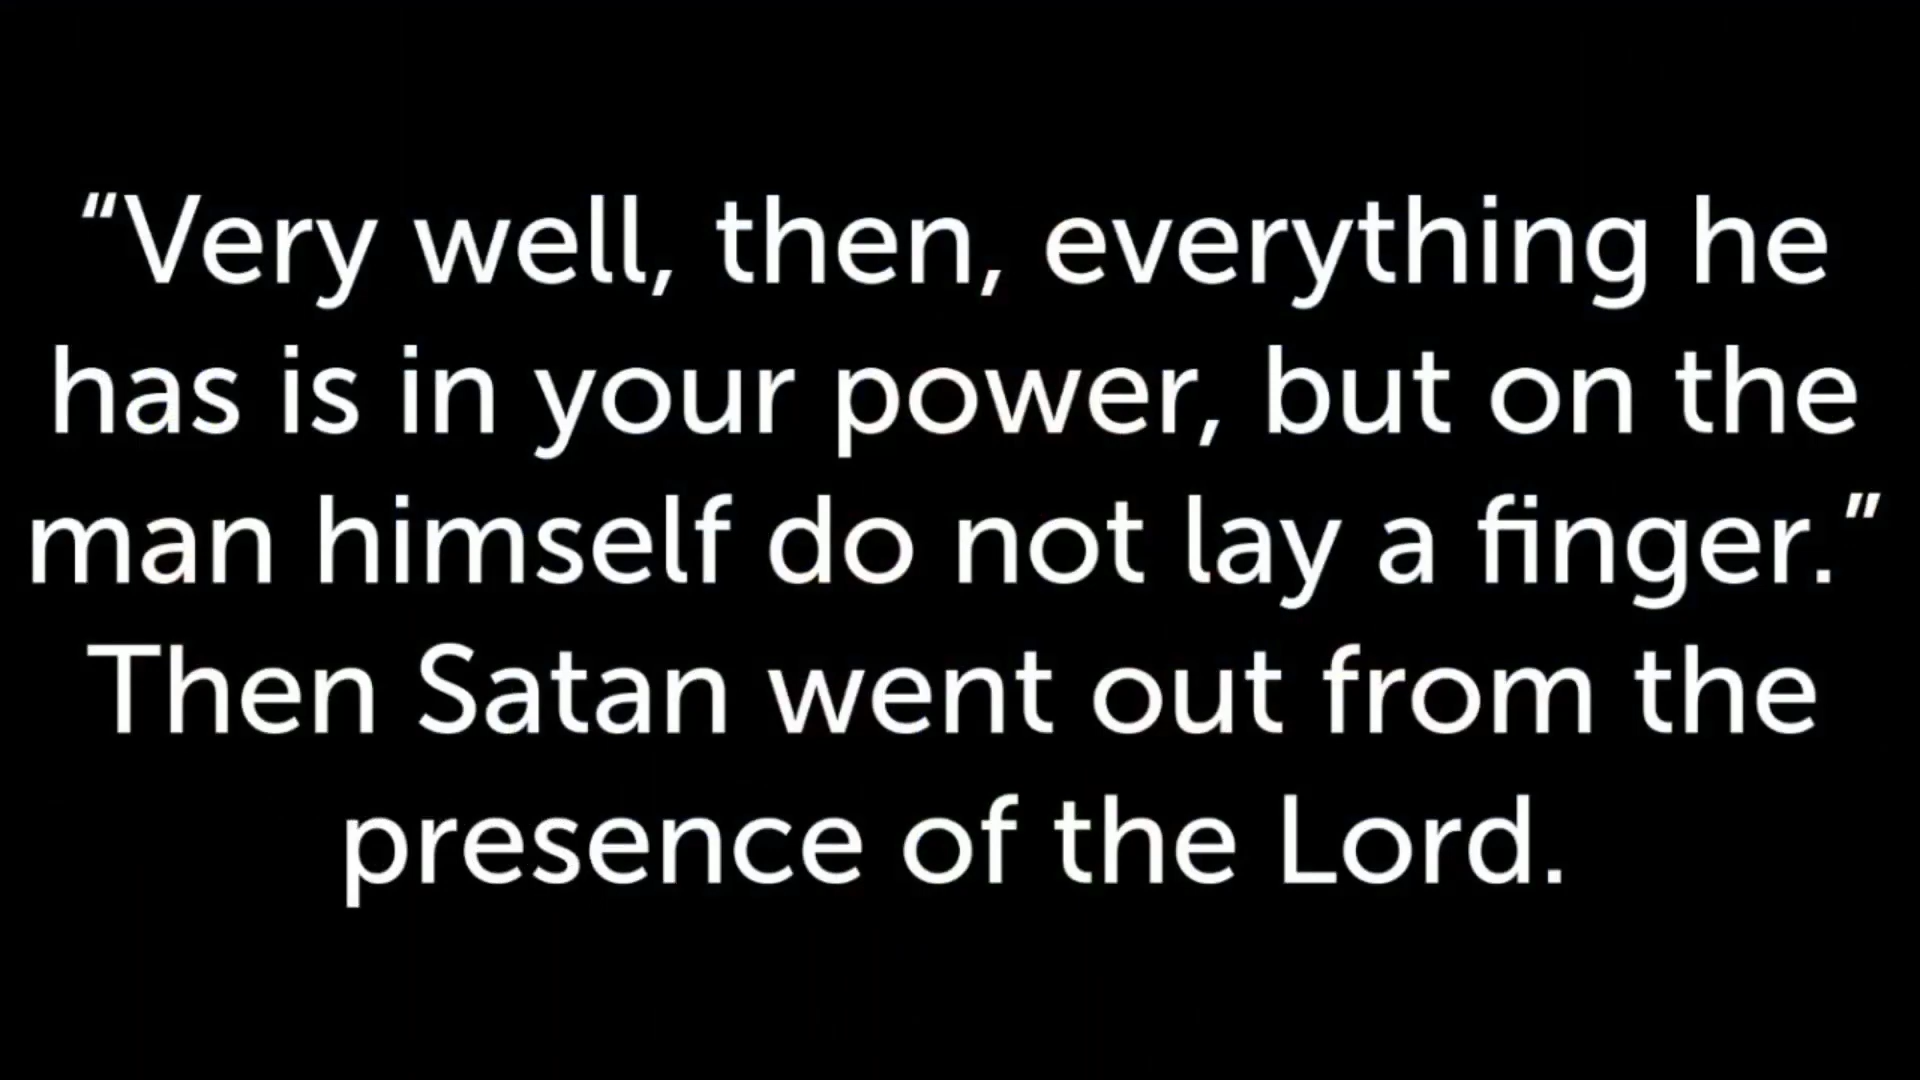 “Very well, then, everything he
has is in your power, but on the
man himself do not lay a finger.”
Then Satan went out from the
presence of the Lord.